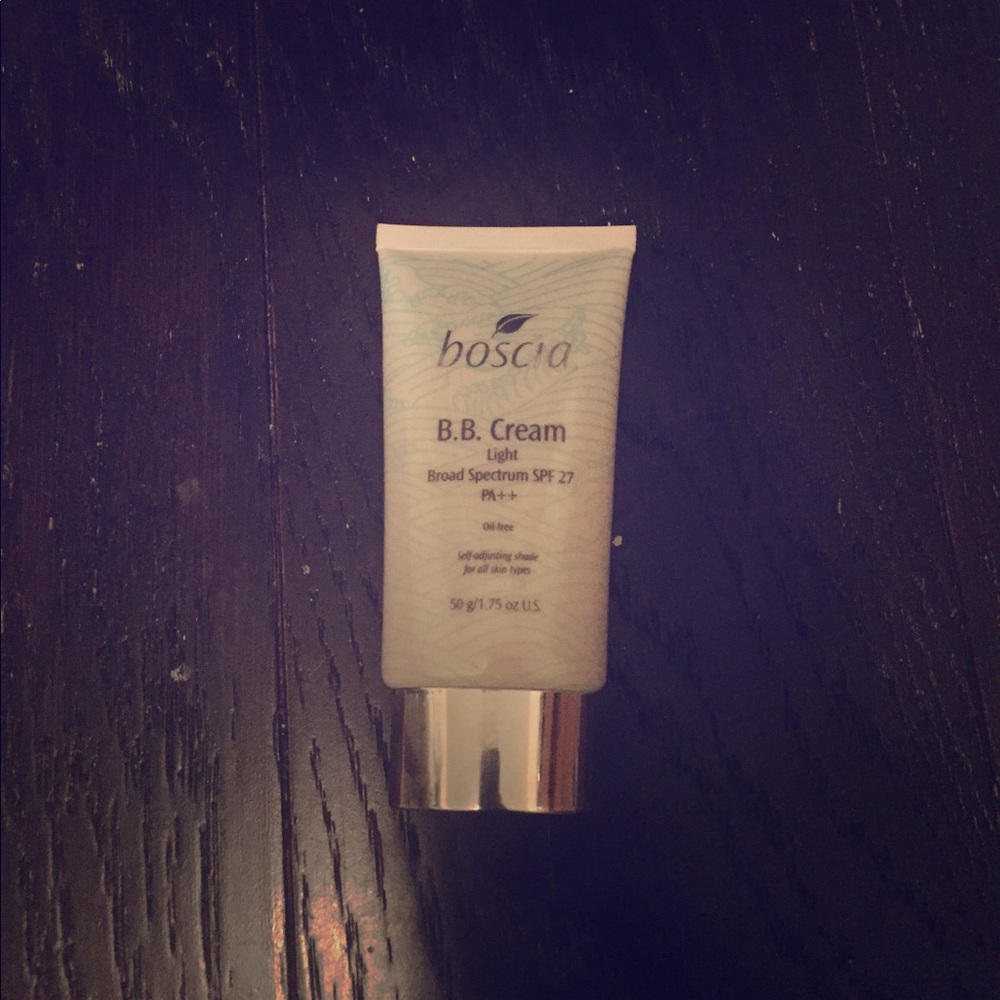 boscia
B.B. Cream
Light
Broad Spectrum SPF 27
PA++
Oil-free
Self-adjusting shade
for all skin types
50 g/1.75 oz U.S.